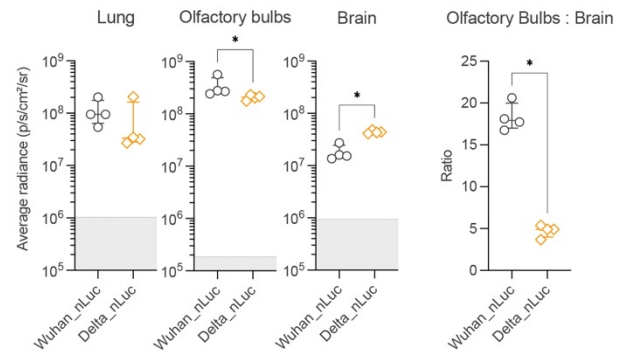 Lung
Olfactory bulbs
Brain
Olfactory Bulbs : Brain
Average radiance (p/s/cm²/sr)
10⁹
10⁸
10⁷
10⁶
10⁵
Wuhan_nLuc
Delta_nLuc
10⁹
10⁸
10⁷
10⁶
10⁵
*
Wuhan_nLuc
Delta_nLuc
10⁹
10⁸
10⁷
10⁶
10⁵
*
Wuhan_nLuc
Delta_nLuc
Ratio
25
20
15
10
5
0
*
Wuhan_nLuc
Delta_nLuc